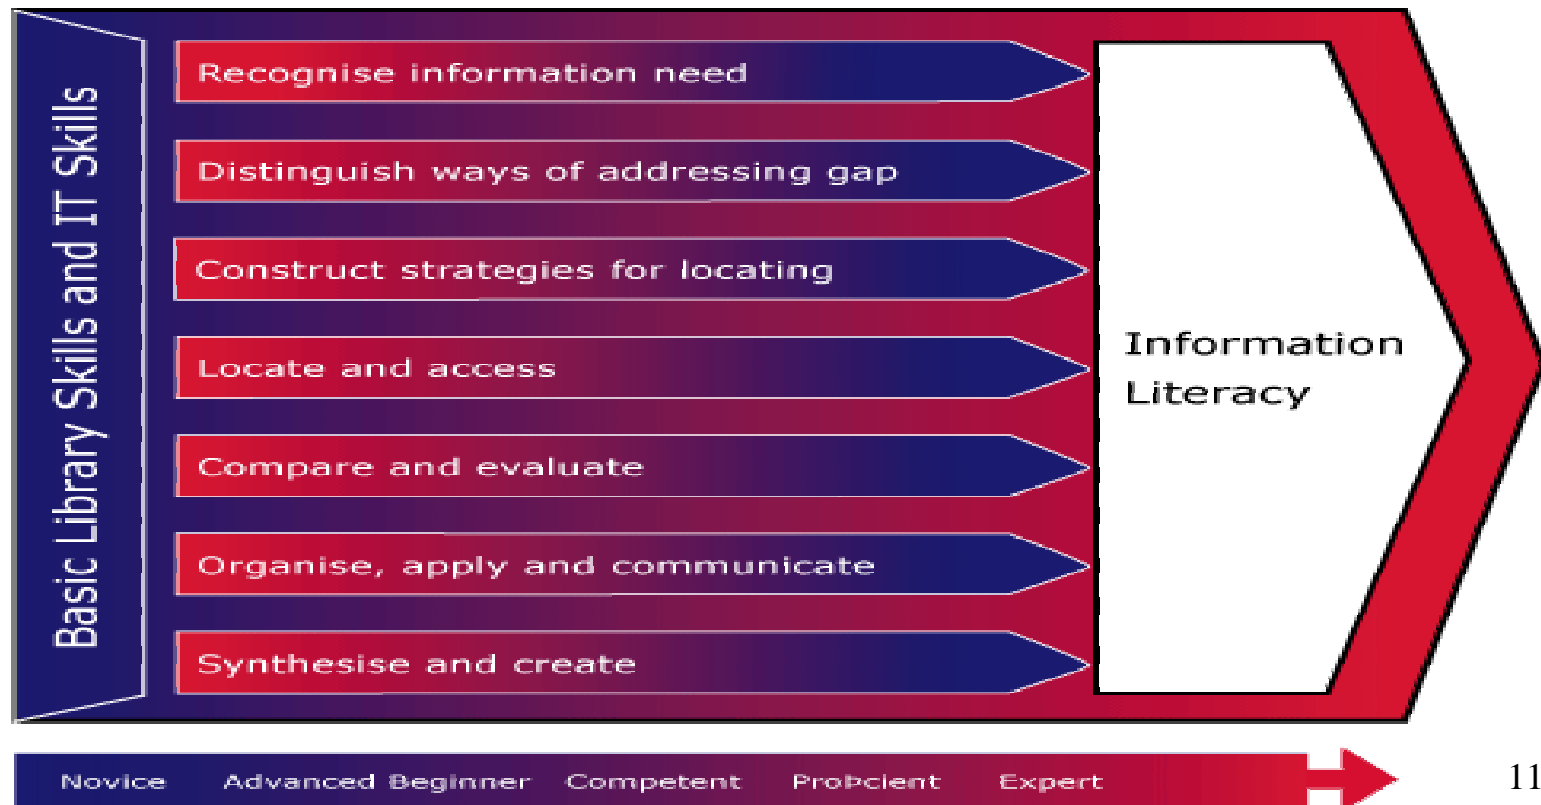 Basic Library Skills and IT Skills
Recognise information need
Distinguish ways of addressing gap
Construct strategies for locating
Locate and access
Compare and evaluate
Organise, apply and communicate
Synthesise and create
Information
Literacy
Novice Advanced Beginner Competent ProÞcient Expert
11